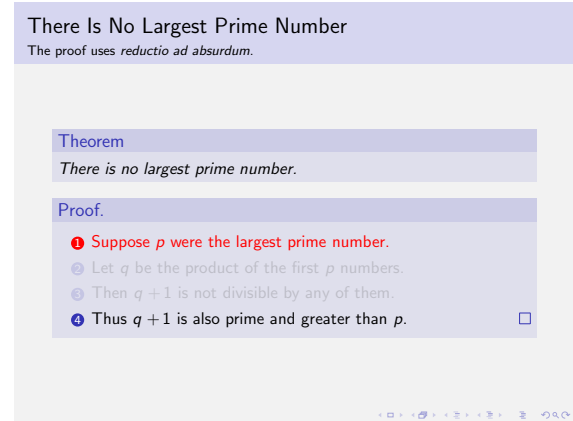 There Is No Largest Prime Number
The proof uses reductio ad absurdum.
Theorem
There is no largest prime number.
Proof.
1 Suppose p were the largest prime number.
2 Let q be the product of the first p numbers.
3 Then q + 1 is not divisible by any of them.
4 Thus q + 1 is also prime and greater than p. □